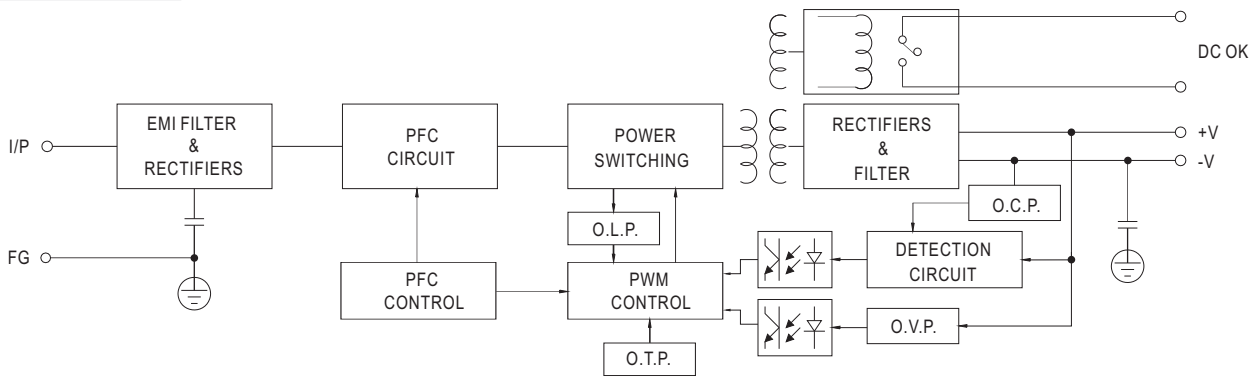 DC OK
I/P
EMI FILTER
&
RECTIFIERS
PFC
CIRCUIT
POWER
SWITCHING
RECTIFIERS
&
FILTER
+V
-V
O.C.P.
O.L.P.
FG
DETECTION
CIRCUIT
PFC
CONTROL
PWM
CONTROL
O.V.P.
O.T.P.